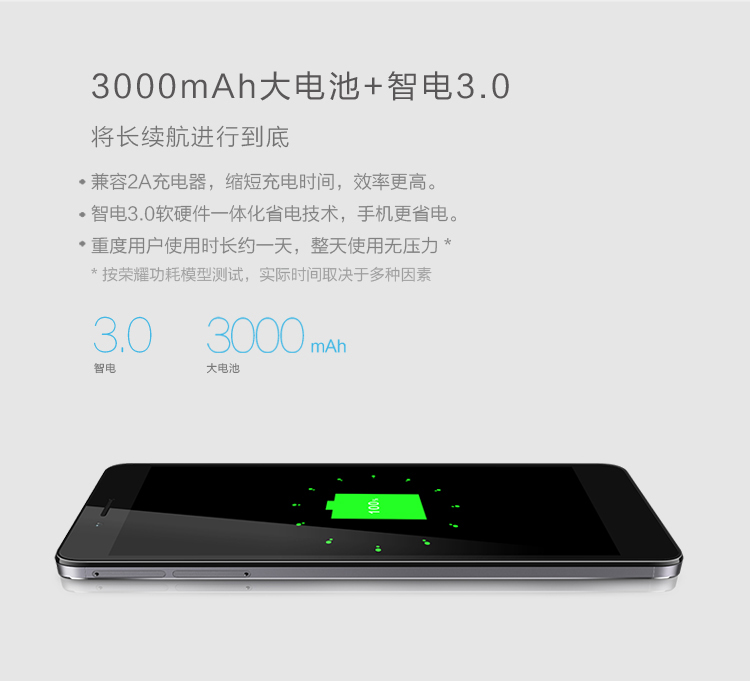 3000mAh大电池+智电3.0
将长续航进行到底
• 兼容2A充电器，缩短充电时间，效率更高。
• 智电3.0软硬件一体化省电技术，手机更省电。
• 重度用户使用时长约一天，整天使用无压力 *
* 按荣耀功耗模型测试，实际时间取决于多种因素
3.0 3000 mAh
智电 大电池
100%